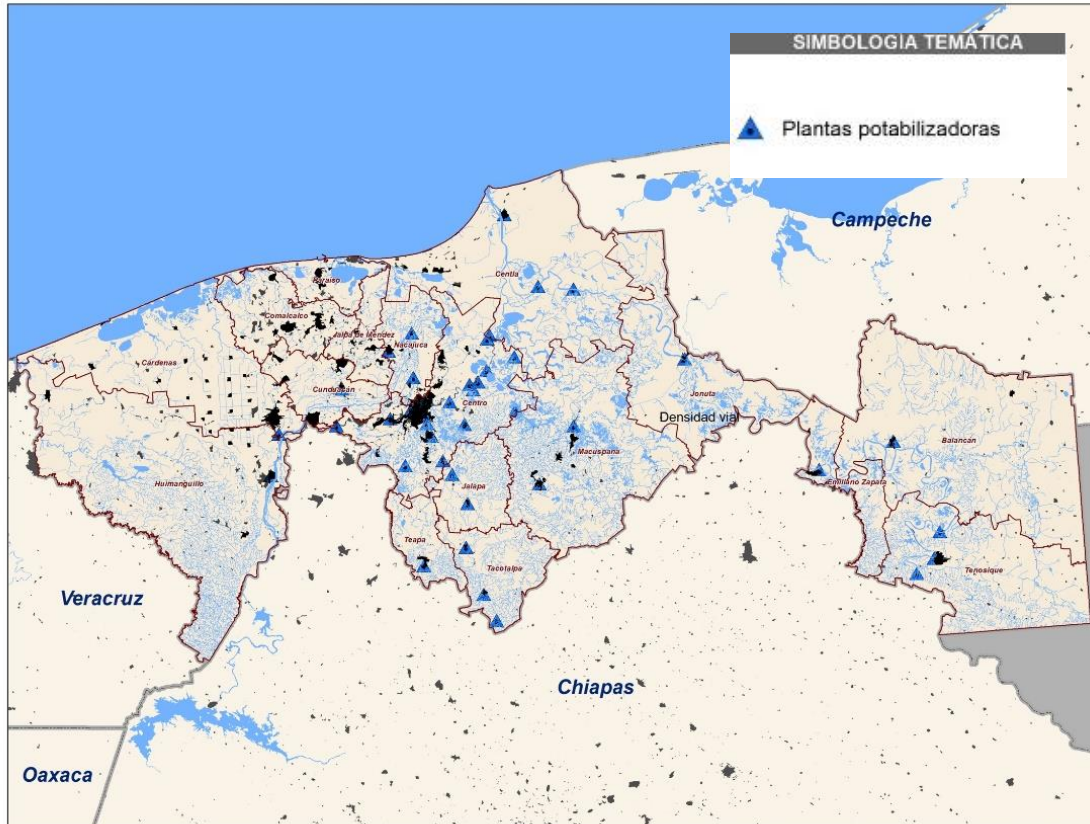 SIMBOLOGIA TEMÁTICA
Plantas potabilizadoras
Campeche
Centla
Paraiso
Comalcalco
Jalpa de Méndez
Nacajuca
Cárdenas
Cunduacán
Centro
Jonuta
Densidad vial
Macuspana
Balancán
Huimanguillo
Jalapa
Emiliano Zapata
Teapa
Tacotalpa
Tenosique
Veracruz
Chiapas
Oaxaca